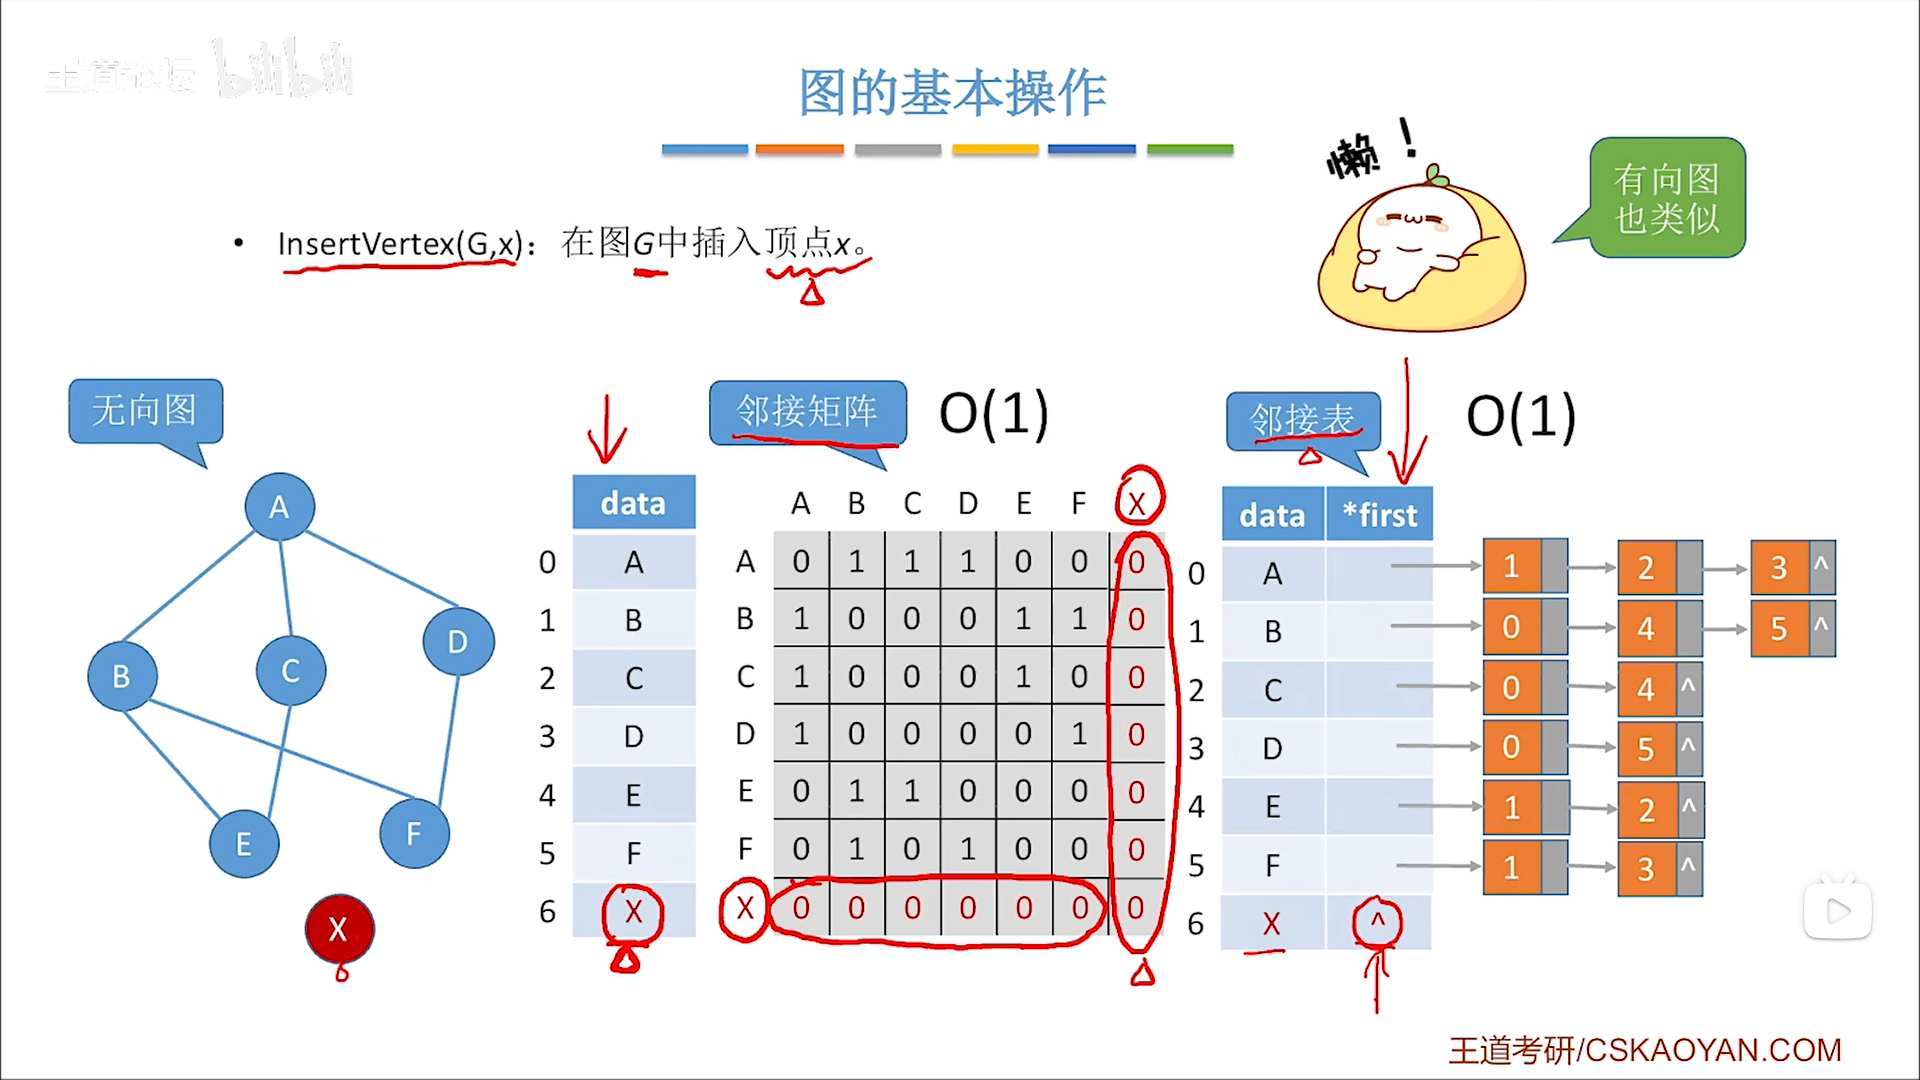 王道论坛 bilibili
图的基本操作
懒！
有向图
也类似
• InsertVertex(G,x)：在图G中插入顶点x。
无向图
邻接矩阵 O(1)
邻接表 O(1)
A
B
C
D
E
F
X
data
0 A
1 B
2 C
3 D
4 E
5 F
6 X
A B C D E F X
A 0 1 1 1 0 0 0
B 1 0 0 0 1 1 0
C 1 0 0 0 1 0 0
D 1 0 0 0 0 1 0
E 0 1 1 0 0 0 0
F 0 1 0 1 0 0 0
X 0 0 0 0 0 0 0
data *first
0 A 1 2 3 ^
1 B 0 4 5 ^
2 C 0 4 ^
3 D 0 5 ^
4 E 1 2 ^
5 F 1 3 ^
6 X ^
王道考研/CSKAOYAN.COM